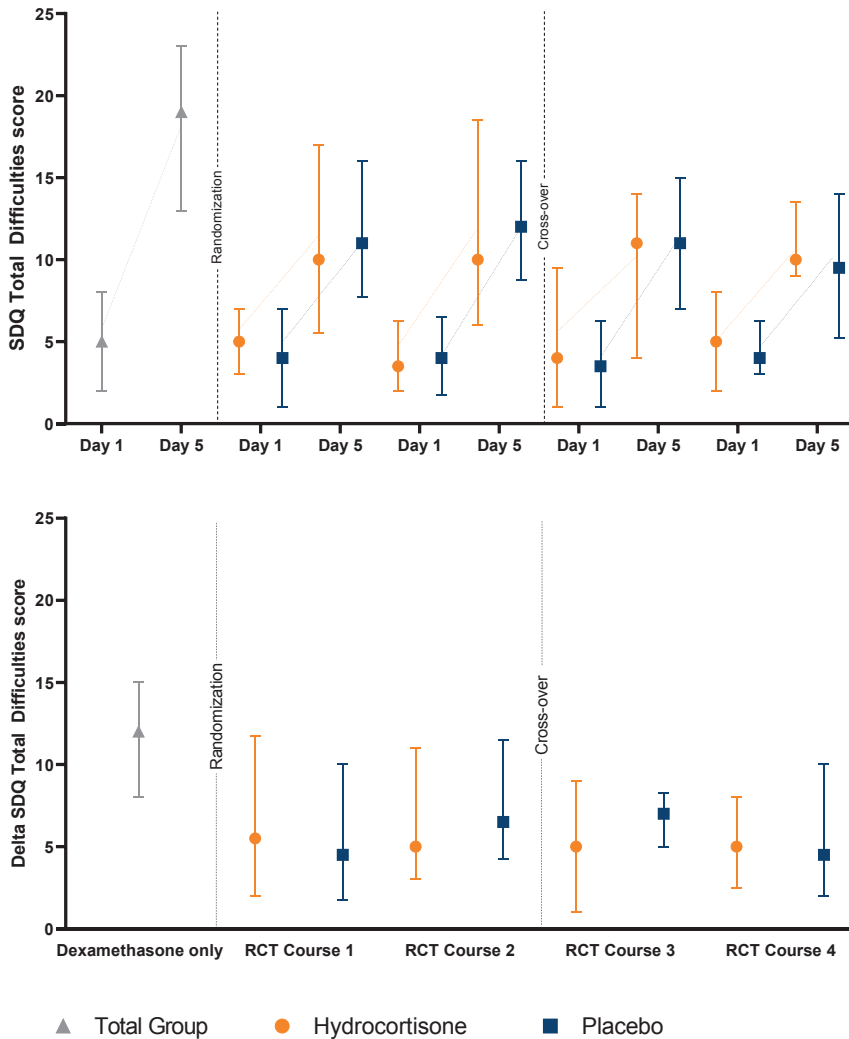 SDQ Total Difficulties score
25
20
15
10
5
0
Randomization
Cross-over
Day 1 Day 5 Day 1 Day 5 Day 1 Day 5 Day 1 Day 5 Day 1 Day 5
Delta SDQ Total Difficulties score
25
20
15
10
5
0
Randomization
Cross-over
Dexamethasone only RCT Course 1 RCT Course 2 RCT Course 3 RCT Course 4
Total Group Hydrocortisone Placebo